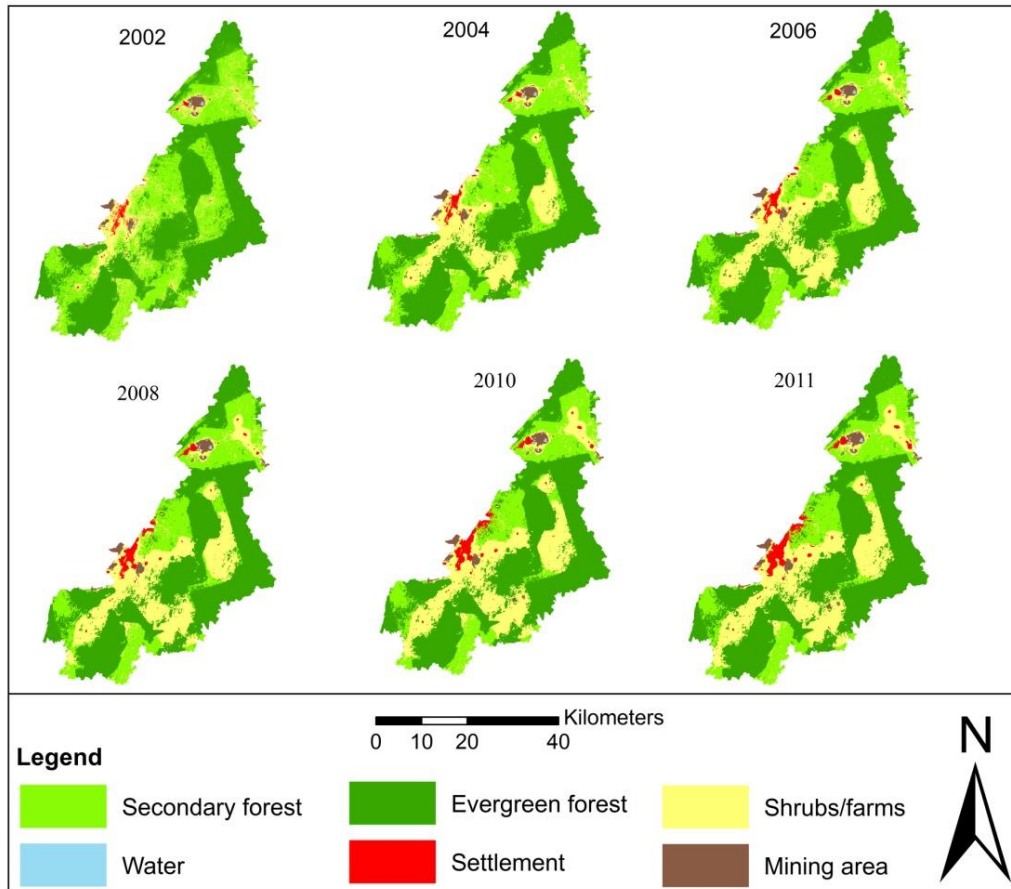 2002
2004
2006
2008
2010
2011
Kilometers
0 10 20 40
N
Legend
Secondary forest
Evergreen forest
Shrubs/farms
Water
Settlement
Mining area